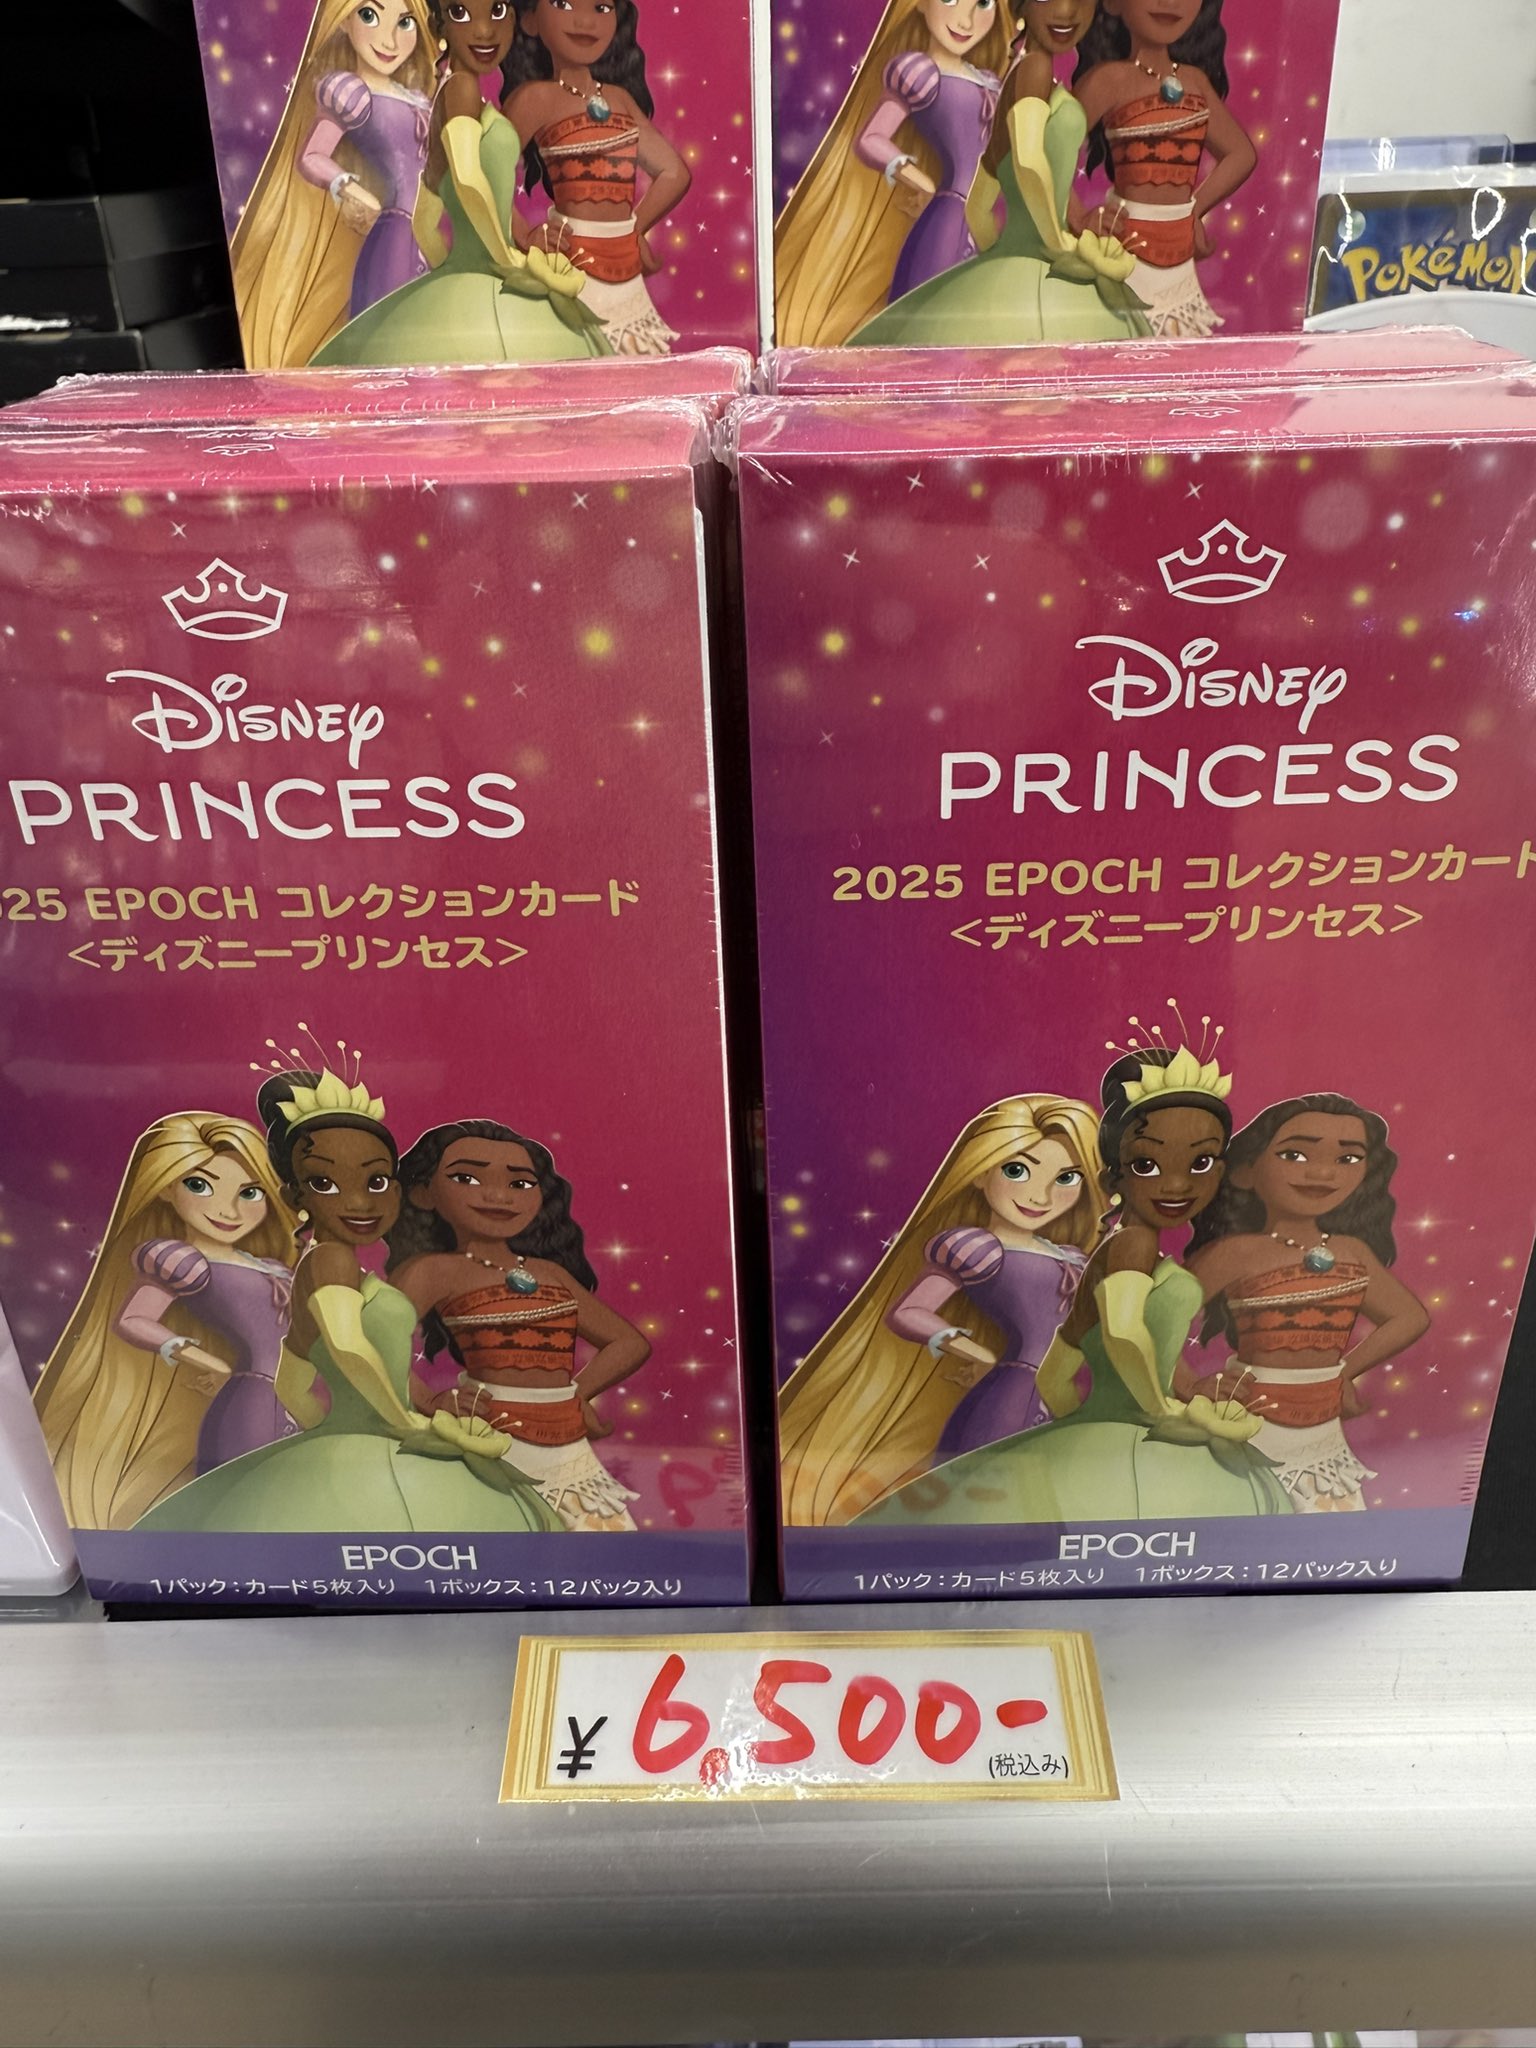 POKÉMON
DISNEY
DISNEY
Disney
PRINCESS
25 EPOCH コレクションカード
<ディズニープリンセス>
EPOCH
1パック：カード5枚入り 1ボックス：12パック入り
Disney
PRINCESS
2025 EPOCH コレクションカード
<ディズニープリンセス>
EPOCH
1パック：カード5枚入り 1ボックス：12パック入り
¥ 6,500-
(税込み)